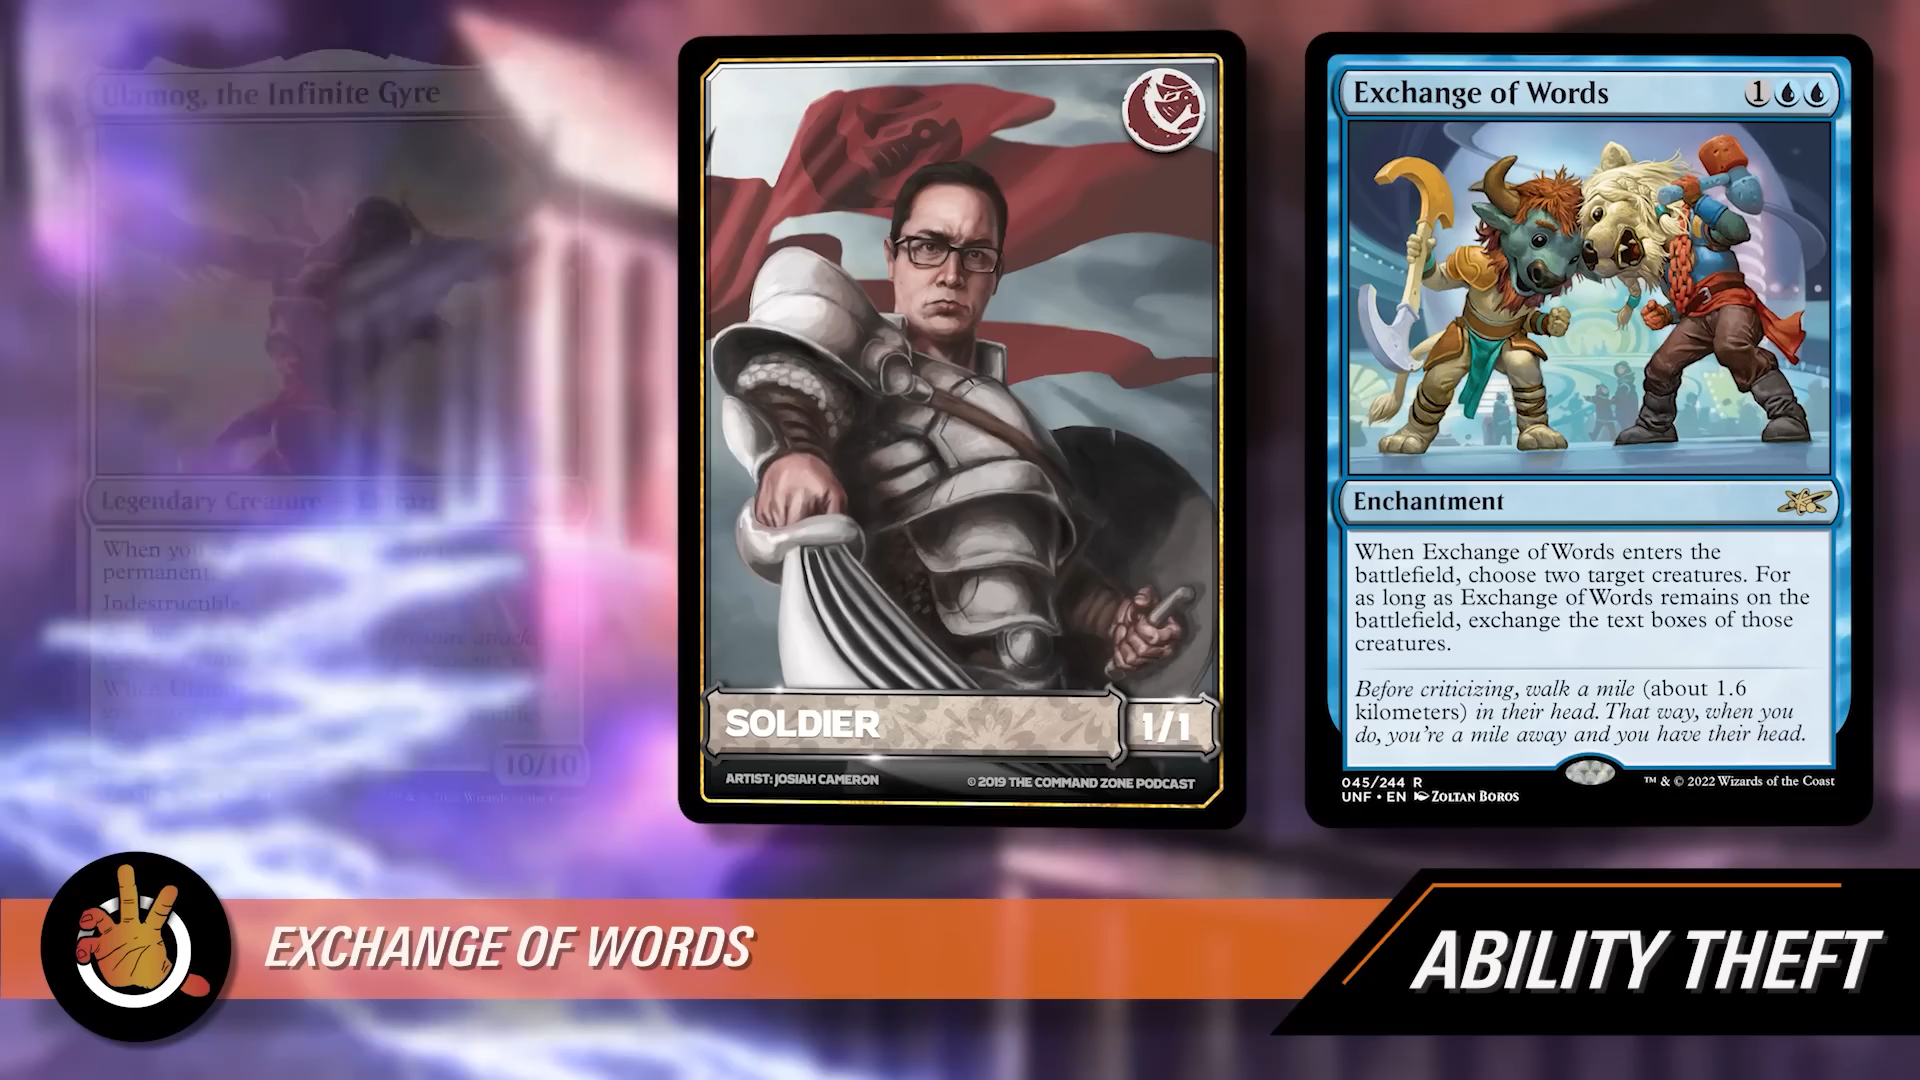 Ulamog, the Infinite Gyre
Legendary Creature
When you
permanent.
Indestructible
10/10
SOLDIER
1/1
ARTIST: JOSIAH CAMERON
© 2019 THE COMMAND ZONE PODCAST
Exchange of Words
1
Enchantment
When Exchange of Words enters the
battlefield, choose two target creatures. For
as long as Exchange of Words remains on the
battlefield, exchange the text boxes of those
creatures.
Before criticizing, walk a mile (about 1.6
kilometers) in their head. That way, when you
do, you're a mile away and you have their head.
045/244 R
™ & © 2022 Wizards of the Coast
UNF • EN ZOLTAN BOROS
EXCHANGE OF WORDS
ABILITY THEFT